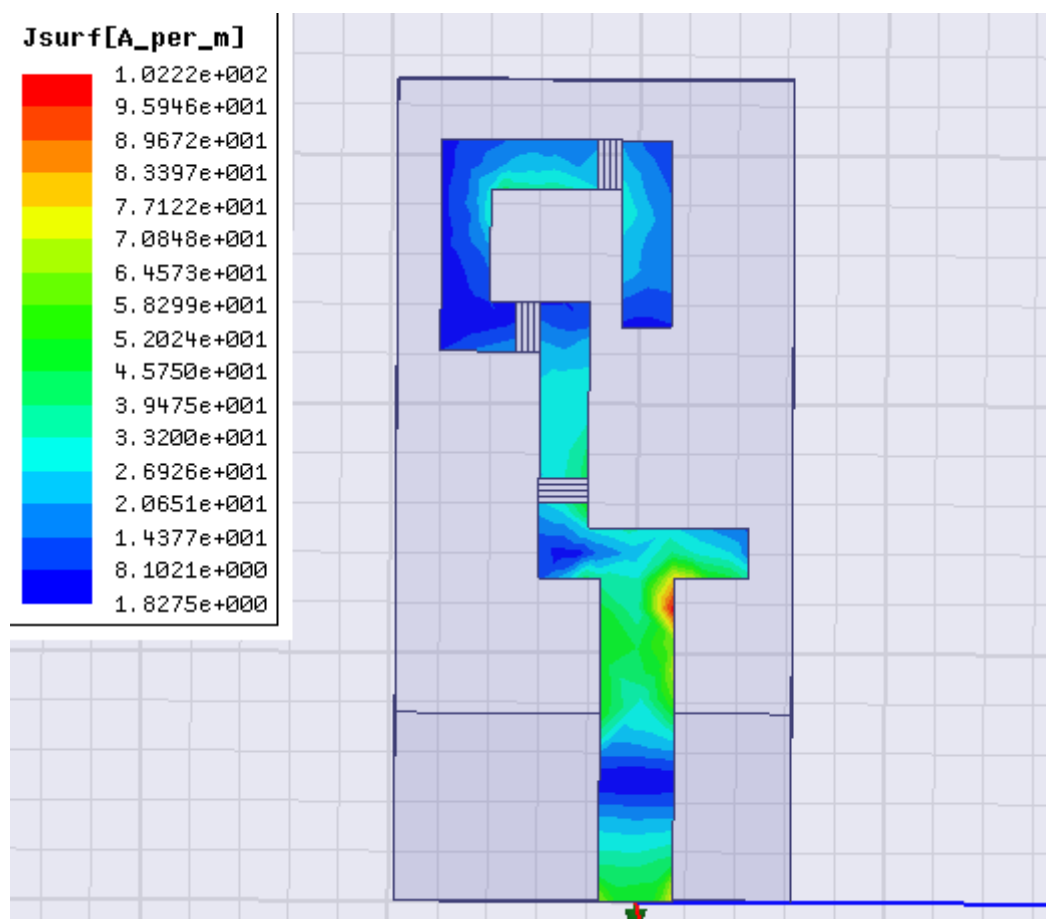 Jsurf[A_per_m]
1.0222e+002
9.5946e+001
8.9672e+001
8.3397e+001
7.7122e+001
7.0848e+001
6.4573e+001
5.8299e+001
5.2024e+001
4.5750e+001
3.9475e+001
3.3200e+001
2.6926e+001
2.0651e+001
1.4377e+001
8.1021e+000
1.8275e+000